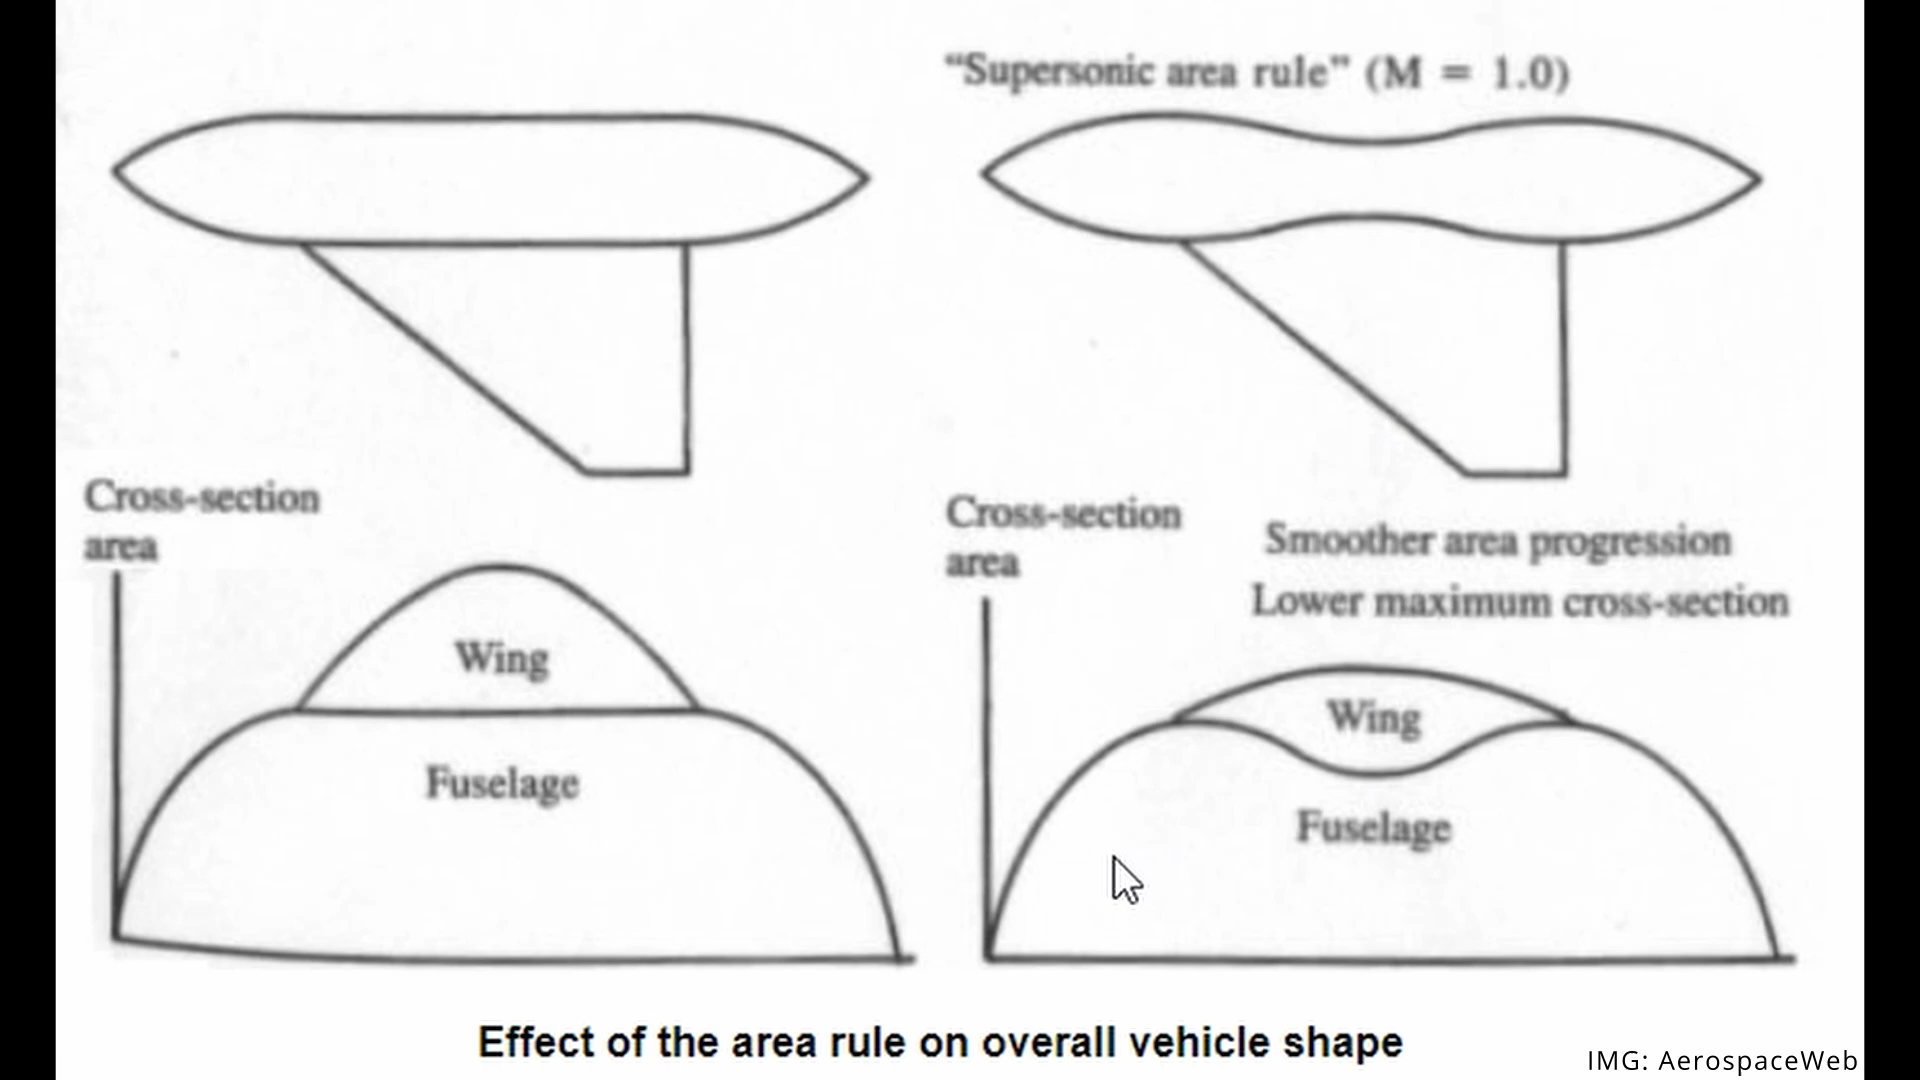 “Supersonic area rule” (M = 1.0)
Cross-section
area
Wing
Fuselage
Cross-section
area
Smoother area progression
Lower maximum cross-section
Wing
Fuselage
Effect of the area rule on overall vehicle shape
IMG: AerospaceWeb